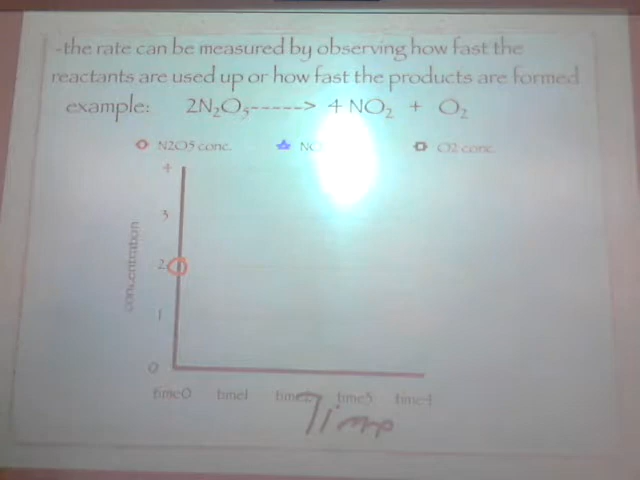 -the rate can be measured by observing how fast the
reactants are used up or how fast the products are formed
example: 2N₂O₅-----> 4 NO₂ + O₂
N2O5 conc. O2 conc.
4
3
2
1
0
concentration
time0 time1 time3 time4
Time